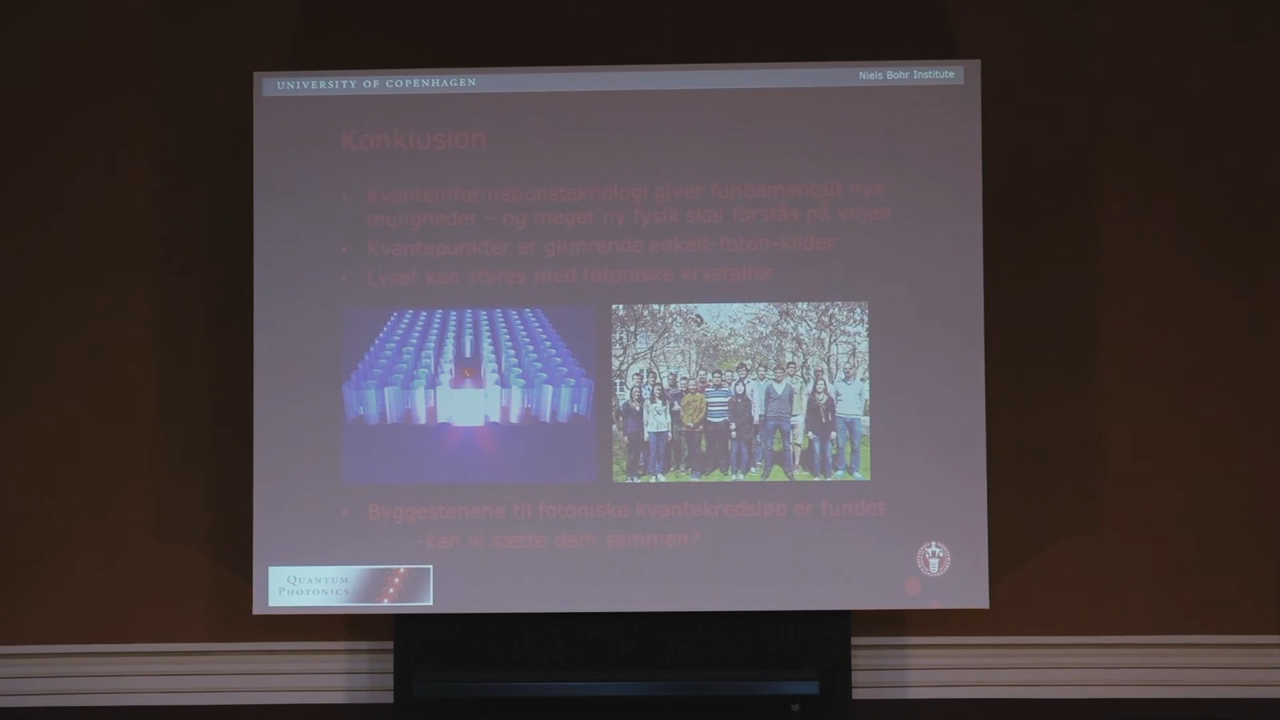 UNIVERSITY OF COPENHAGEN
Niels Bohr Institute
Konklusion
• Kvanteinformationsteknologi giver fundamentalt nye
muligheder – og meget ny fysik skal forstås på vejen
• Kvantepunkter er glimrende enkelt-foton-kilder
• Lyset kan styres med fotoniske krystaller
• Byggestenene til fotoniske kvantekredsløb er fundet
-kan vi sætte dem sammen?
QUANTUM
PHOTONICS